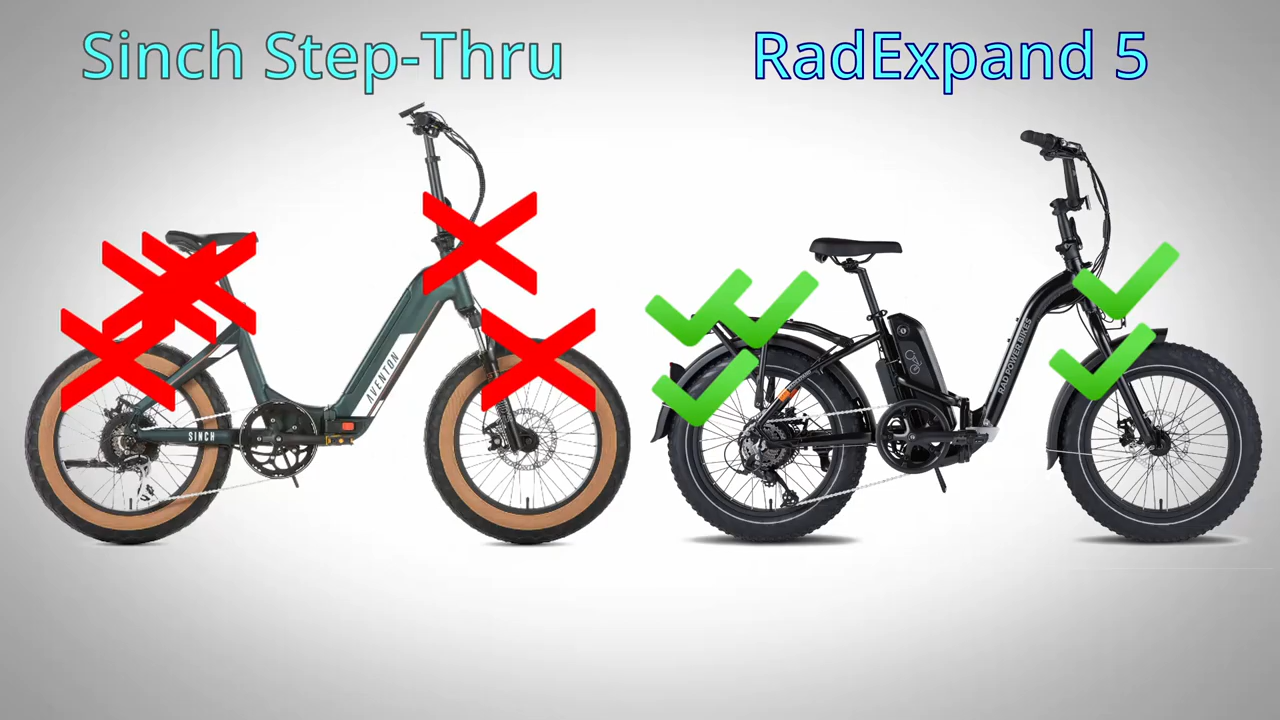 Sinch Step-Thru
RadExpand 5
AVENTON
SINCH
RAD POWER BIKES